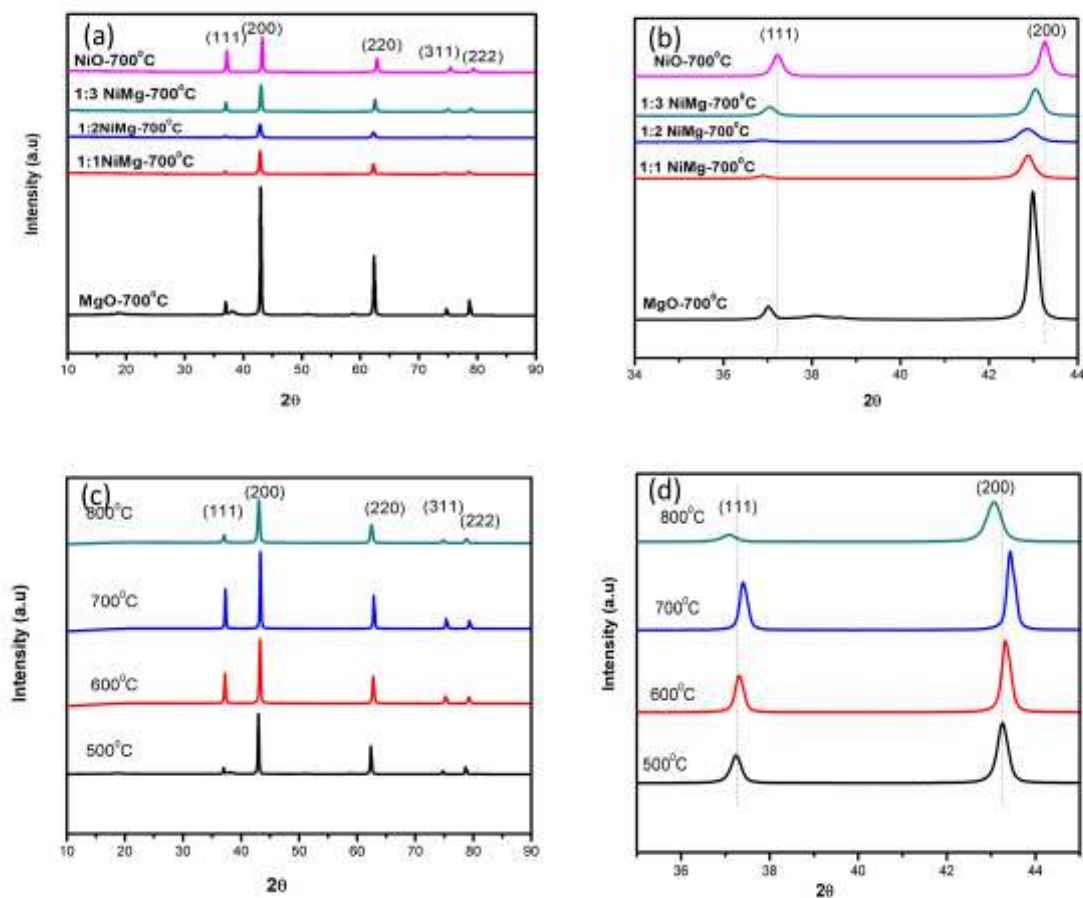 (a)
(111)
(200)
(220)
(311)
(222)
NiO-700⁰C
1:3 NiMg-700⁰C
1:2NiMg-700⁰C
1:1NiMg-700⁰C
MgO-700⁰C
Intensity (a.u)
10 20 30 40 50 60 70 80 90
2θ
(b)
(111)
(200)
NiO-700⁰C
1:3 NiMg-700⁰C
1:2 NiMg-700⁰C
1:1 NiMg-700⁰C
MgO-700⁰C
34 36 38 40 42 44
2θ
(c)
(111)
(200)
(220)
(311)
(222)
800⁰C
700⁰C
600⁰C
500⁰C
Intensity (a.u)
10 20 30 40 50 60 70 80 90
2θ
(d)
(111)
(200)
800⁰C
700⁰C
600⁰C
500⁰C
Intensity (a.u)
36 38 40 42 44
2θ